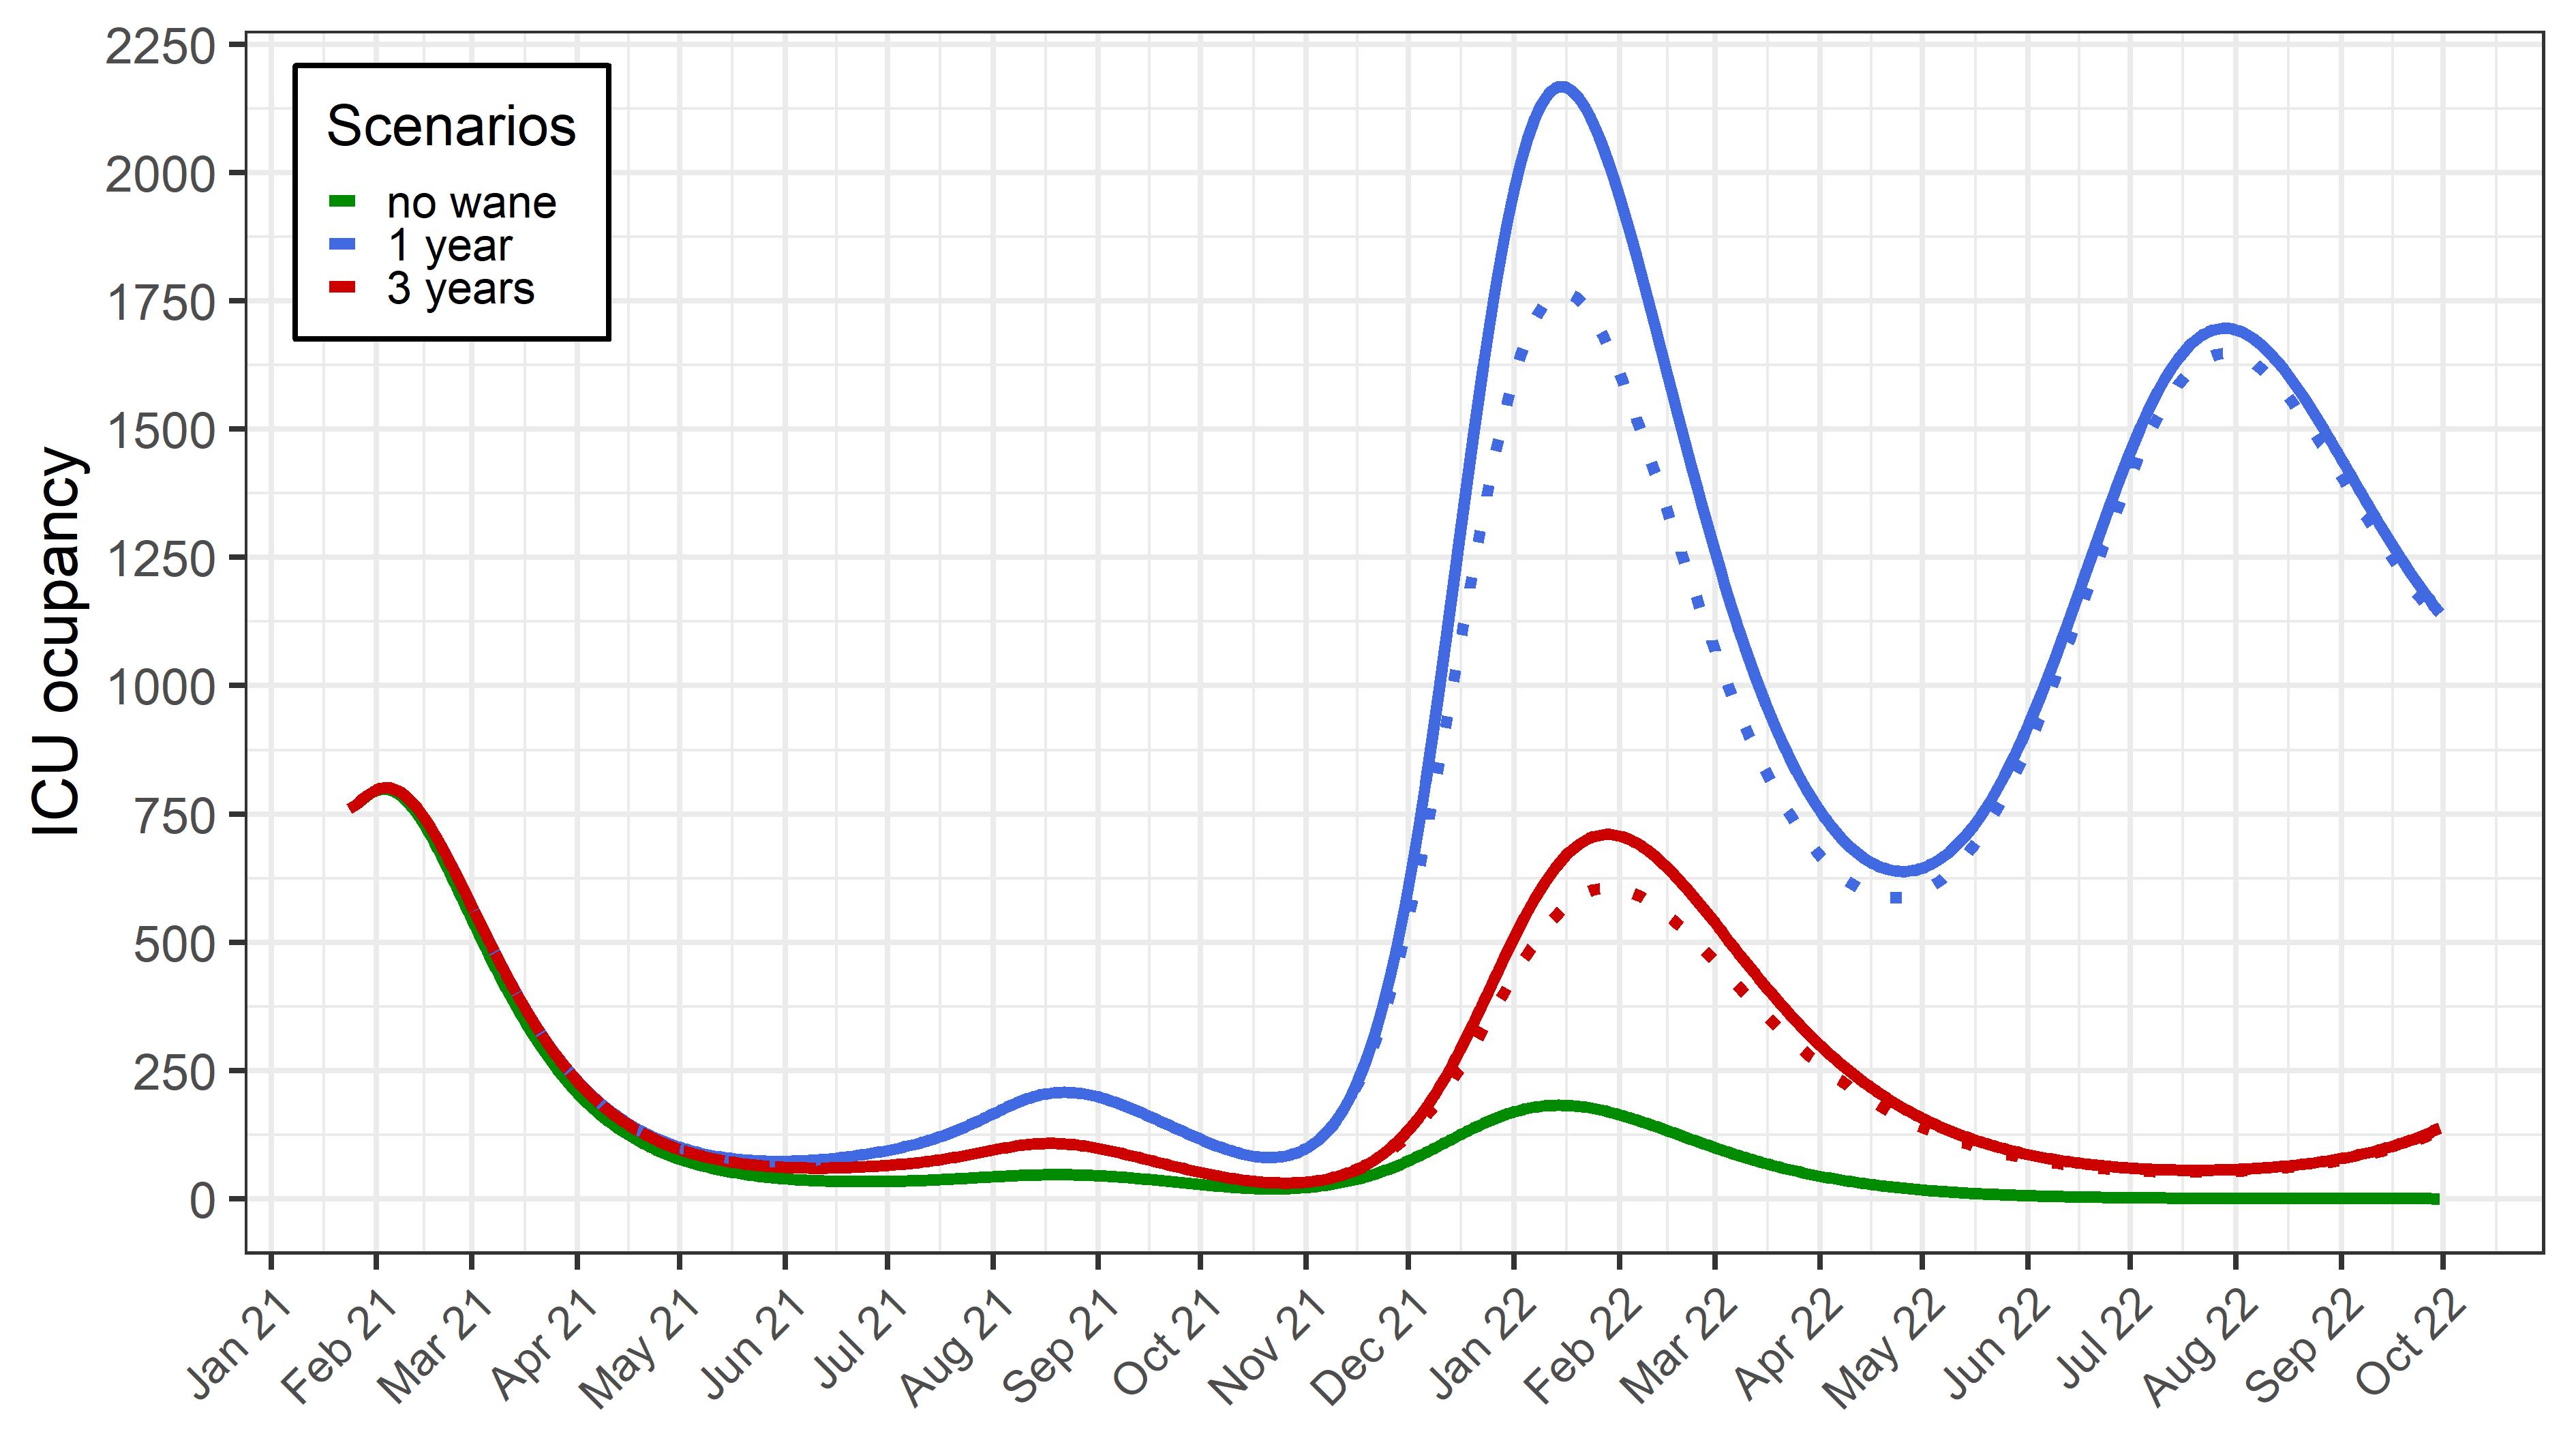 2250
2000
1750
1500
1250
1000
750
500
250
0
ICU ocupancy
Scenarios
no wane
1 year
3 years
Jan 21
Feb 21
Mar 21
Apr 21
May 21
Jun 21
Jul 21
Aug 21
Sep 21
Oct 21
Nov 21
Dec 21
Jan 22
Feb 22
Mar 22
Apr 22
May 22
Jun 22
Jul 22
Aug 22
Sep 22
Oct 22